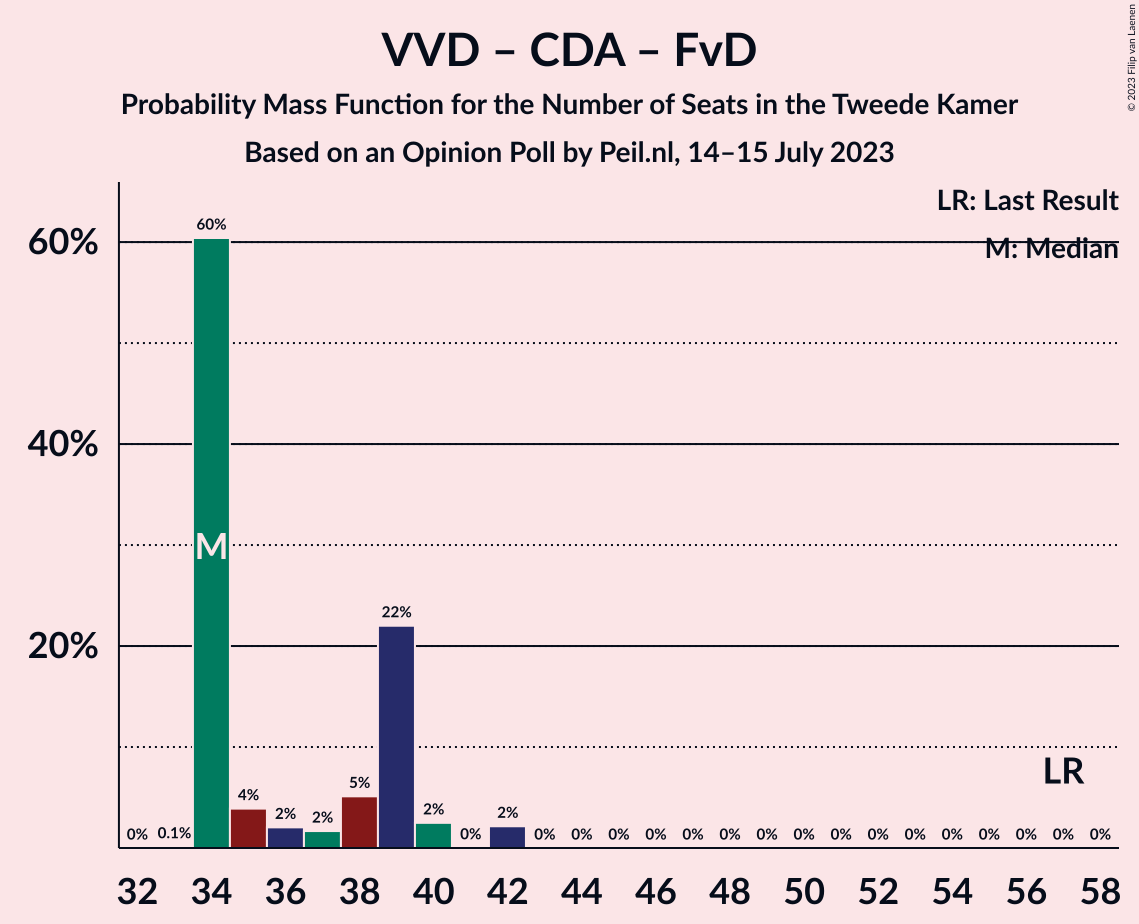 VVD – CDA – FvD
Probability Mass Function for the Number of Seats in the Tweede Kamer
Based on an Opinion Poll by Peil.nl, 14–15 July 2023
© 2023 Filip van Laenen
LR: Last Result
M: Median
60%
40%
20%
0% 0.1% 60% 4% 2% 2% 5% 22% 2% 0% 2% 0% 0% 0% 0% 0% 0% 0% 0% 0% 0% 0% 0% 0% 0% 0% 0%
M
LR
32 34 36 38 40 42 44 46 48 50 52 54 56 58